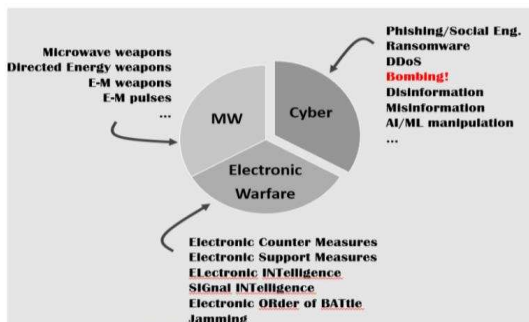 Microwave weapons
Directed Energy weapons
E-M weapons
E-M pulses
...
Phishing/Social Eng.
Ransomware
DDoS
Bombing!
Disinformation
Misinformation
AI/ML manipulation
...
MW
Cyber
Electronic
Warfare
Electronic Counter Measures
Electronic Support Measures
ELectronic INTelligence
SIGnal INTelligence
Electronic ORder of BATtle
Jamming